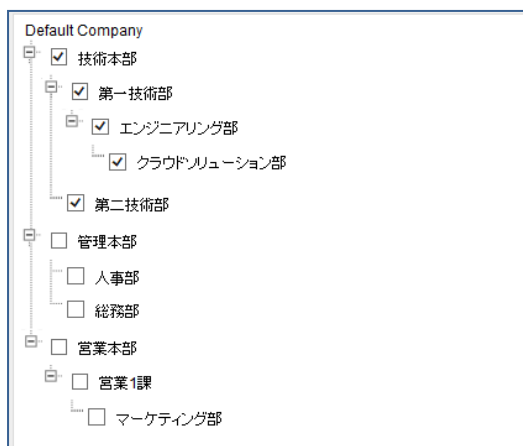 Default Company
技術本部
第一技術部
エンジニアリング部
クラウドソリューション部
第二技術部
管理本部
人事部
総務部
営業本部
営業1課
マーケティング部